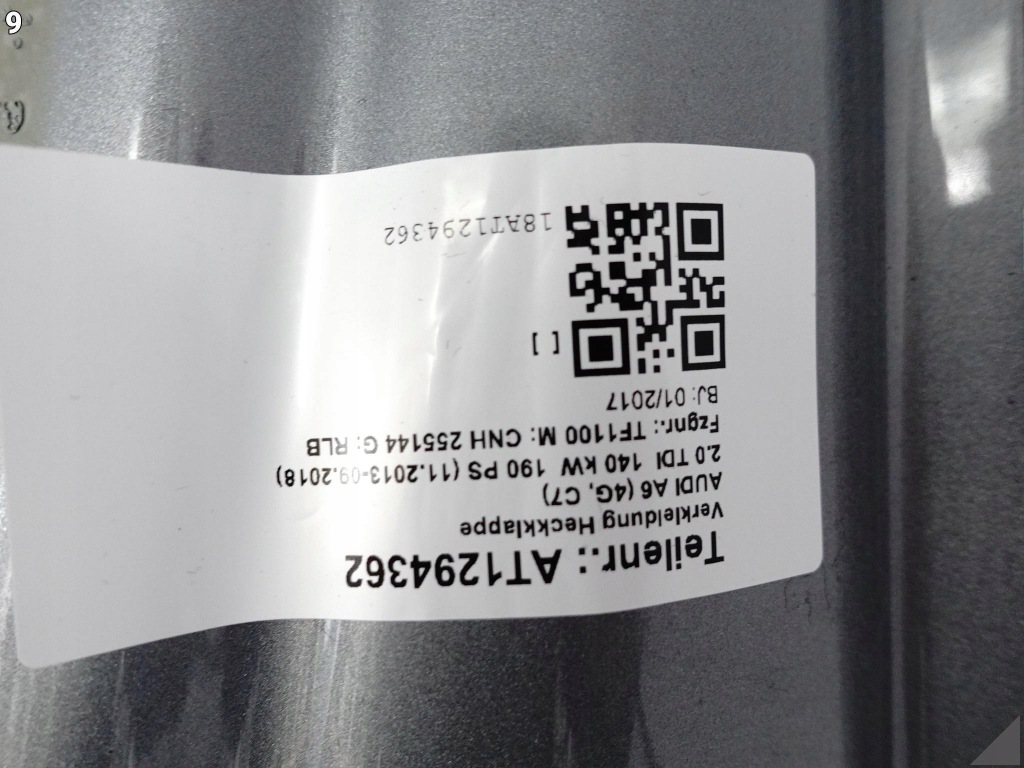 9
Teilenr.: AT1294362
Verkleidung Heckklappe
AUDI A6 (4G, C7)
2.0 TDI 140 kW 190 PS (11.2013-09.2018)
Fzgnr.: TF1100 M: CNH 255144 G: RLB
BJ: 01/2017
[ ]
18AT1294362